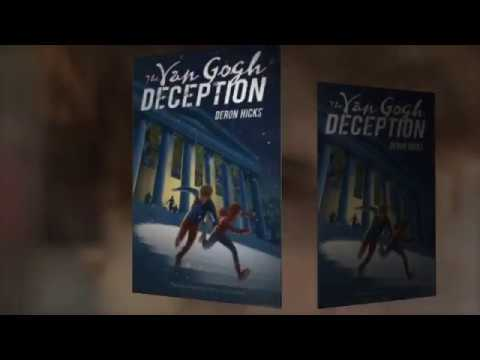 The Van Gogh
DECEPTION
DERON HICKS
The Van Gogh
DECEPTION
DERON HICKS